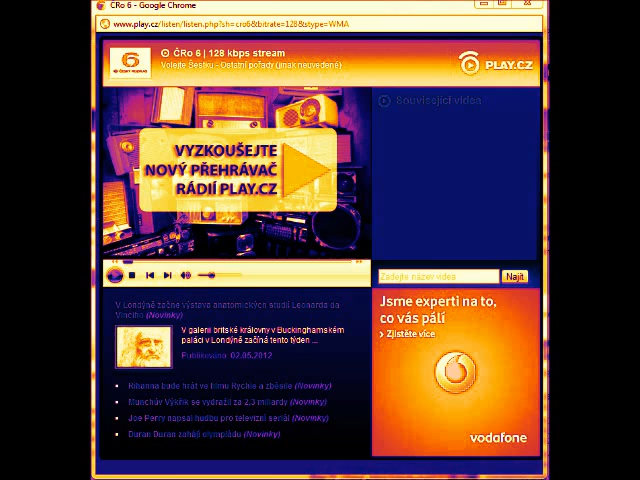 ČRo 6 - Google Chrome
www.play.cz/listen/listen.php?sh=cro6&bitrate=128&stype=WMA
6
ČESKÝ ROZHLAS
ČRo 6 | 128 kbps stream
Volejte Šestku - Ostatní pořady (jinak neuvedené)
PLAY.CZ
Související videa
VYZKOUŠEJTE
NOVÝ PŘEHRÁVAČ
RÁDIÍ PLAY.CZ
Zadejte název videa
Najít
V Londýně začne výstava anatomických studií Leonarda da
Vinciho (Novinky)
V galerii britské královny v Buckinghamském
paláci v Londýně začíná tento týden ...
Publikováno: 02.05.2012
Rihanna bude hrát ve filmu Rychle a zběsile (Novinky)
Munchův Výkřik se vydražil za 2,3 miliardy (Novinky)
Joe Perry napsal hudbu pro televizní seriál (Novinky)
Duran Duran zahájí olympiádu (Novinky)
Jsme experti na to,
co vás pálí
Zjistěte více
vodafone